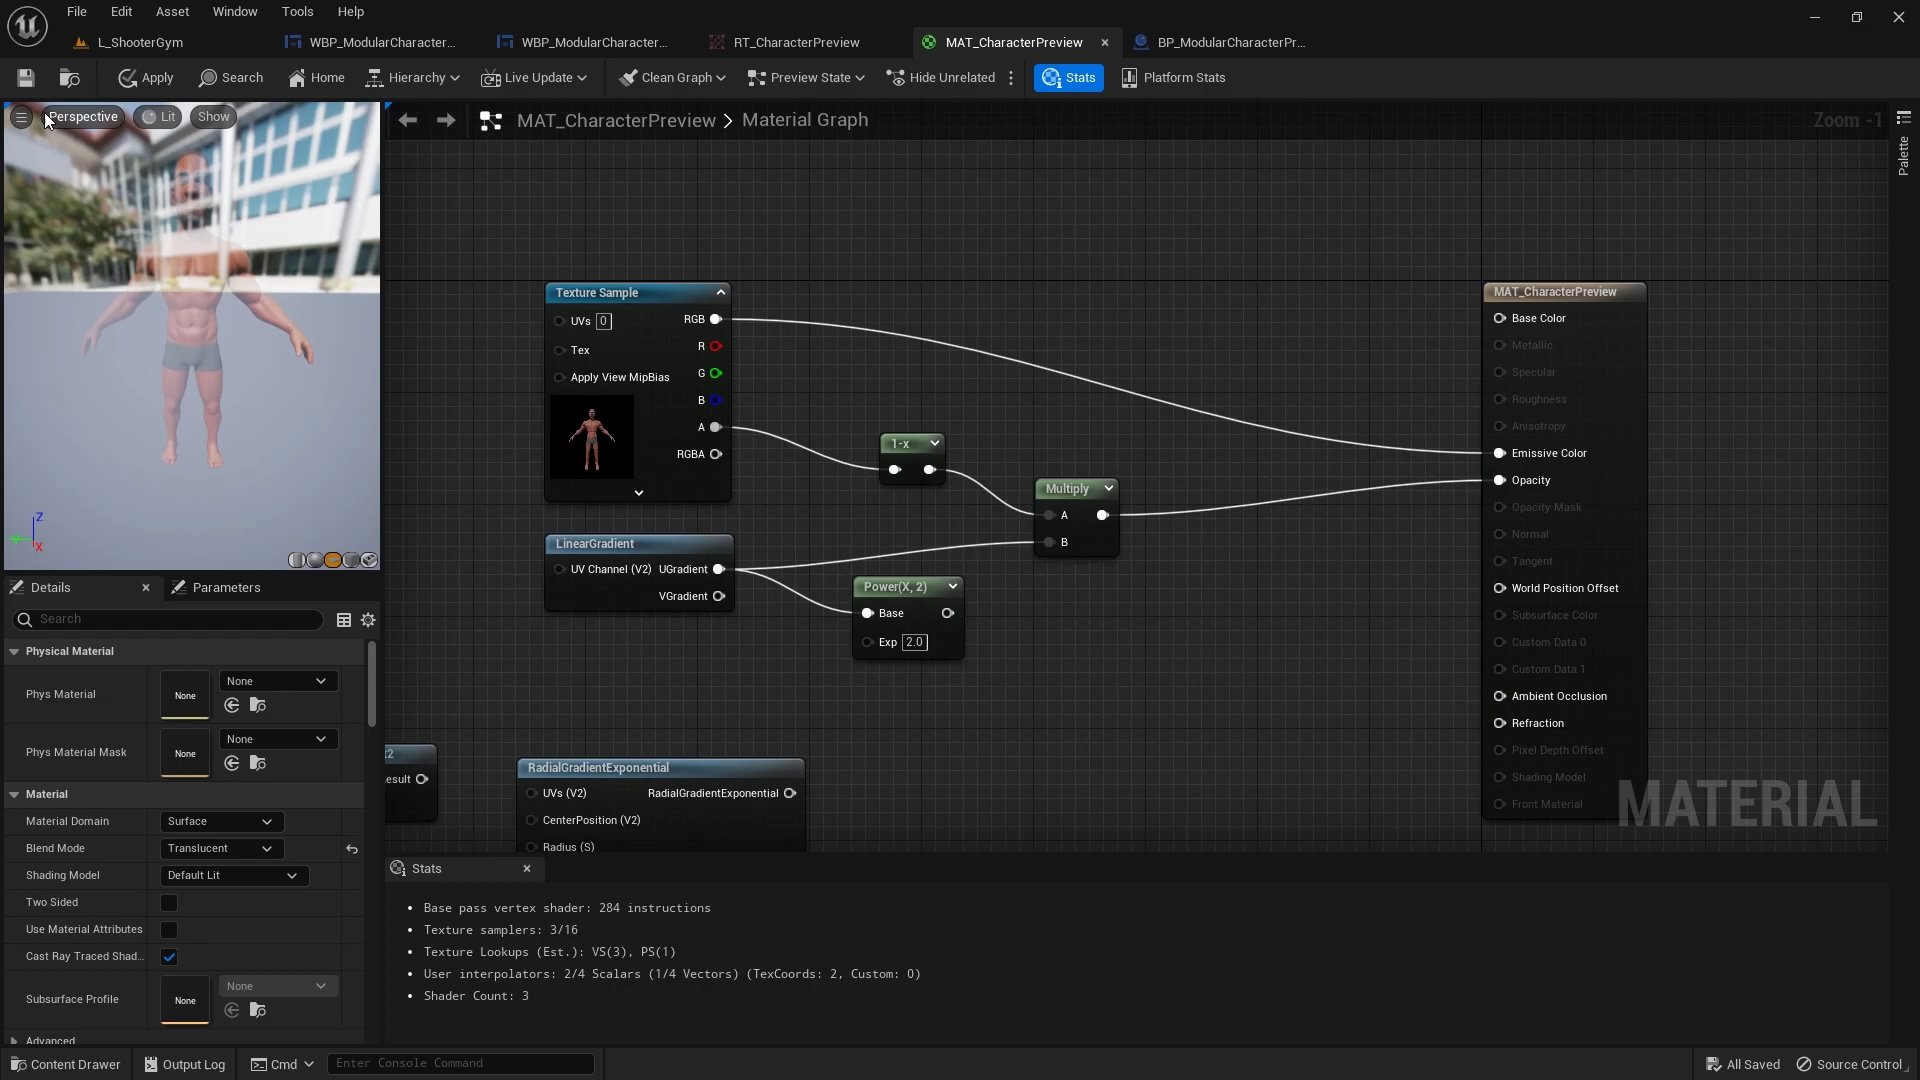 File Edit Asset Window Tools Help
L_ShooterGym WBP_ModularCharacter... WBP_ModularCharacter... RT_CharacterPreview MAT_CharacterPreview BP_ModularCharacterPr...
Apply Search Home Hierarchy Live Update Clean Graph Preview State Hide Unrelated Stats Platform Stats
Perspective Lit Show
MAT_CharacterPreview > Material Graph
Zoom -1
Palette
Texture Sample
UVs 0 RGB
R
Tex
G
Apply View MipBias
B
A
RGBA
1-x
Multiply
A
B
LinearGradient
UV Channel (V2) UGradient
VGradient
Power(X, 2)
Base
Exp 2.0
RadialGradientExponential
UVs (V2) RadialGradientExponential
CenterPosition (V2)
Radius (S)
MAT_CharacterPreview
Base Color
Metallic
Specular
Roughness
Anisotropy
Emissive Color
Opacity
Opacity Mask
Normal
Tangent
World Position Offset
Subsurface Color
Custom Data 0
Custom Data 1
Ambient Occlusion
Refraction
Pixel Depth Offset
Shading Model
Front Material
MATERIAL
Z
X
Details Parameters
Search
Physical Material
Phys Material None None
Phys Material Mask None None
Material
Material Domain Surface
Blend Mode Translucent
Shading Model Default Lit
Two Sided
Use Material Attributes
Cast Ray Traced Shad...
Subsurface Profile None None
Advanced
Stats
• Base pass vertex shader: 284 instructions
• Texture samplers: 3/16
• Texture Lookups (Est.): VS(3), PS(1)
• User interpolators: 2/4 Scalars (1/4 Vectors) (TexCoords: 2, Custom: 0)
• Shader Count: 3
Content Drawer Output Log Cmd Enter Console Command All Saved Source Control